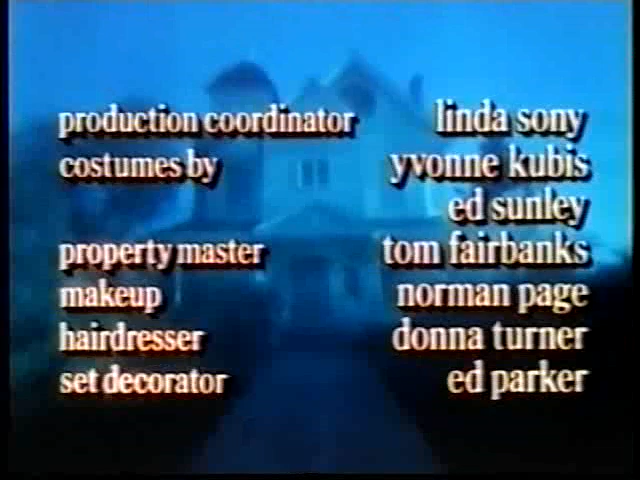 production coordinator linda sony
costumes by yvonne kubis
ed sunley
property master tom fairbanks
makeup norman page
hairdresser donna turner
set decorator ed parker